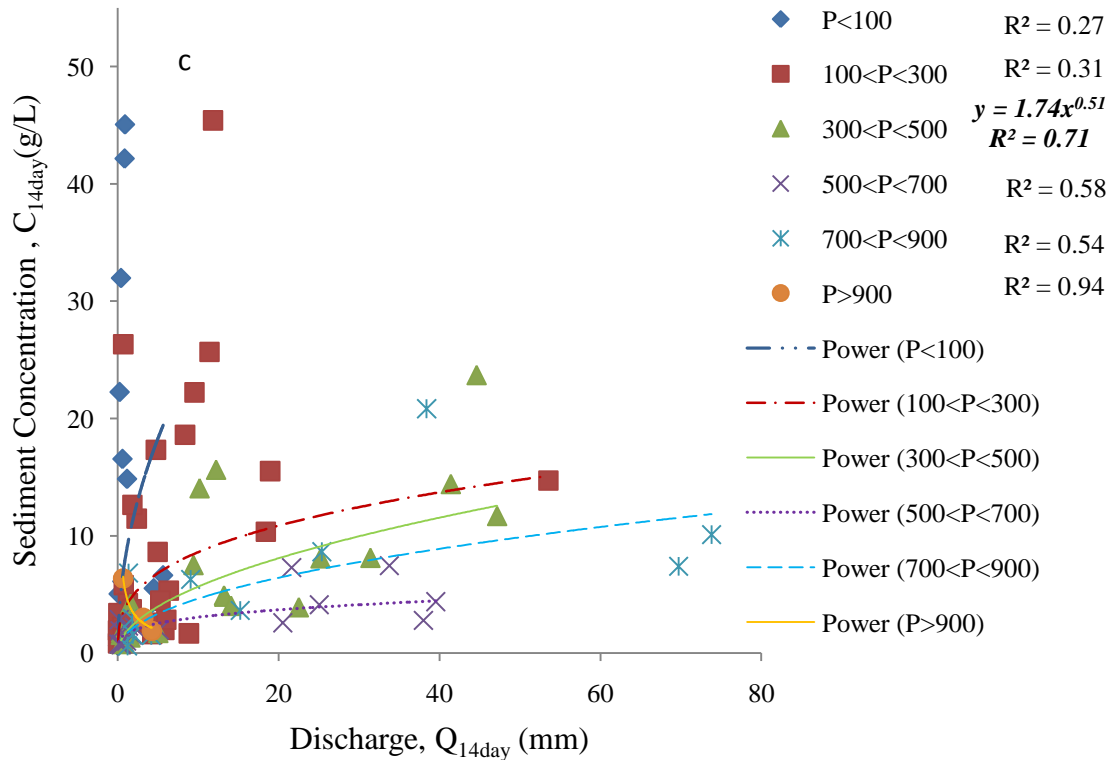 c
Sediment Concentration , C14day(g/L)
50
40
30
20
10
0
0 20 40 60 80
Discharge, Q14day (mm)
P<100 R² = 0.27
100<P<300 R² = 0.31
y = 1.74x^0.51
300<P<500 R² = 0.71
500<P<700 R² = 0.58
700<P<900 R² = 0.54
P>900 R² = 0.94
Power (P<100)
Power (100<P<300)
Power (300<P<500)
Power (500<P<700)
Power (700<P<900)
Power (P>900)